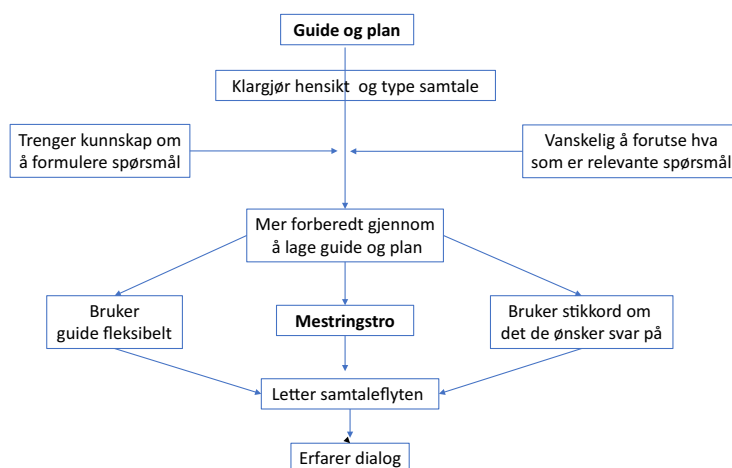 Guide og plan
Klargjør hensikt og type samtale
Trenger kunnskap om
å formulere spørsmål
Vanskelig å forutse hva
som er relevante spørsmål
Mer forberedt gjennom
å lage guide og plan
Bruker
guide fleksibelt
Mestringstro
Bruker stikkord om
det de ønsker svar på
Letter samtaleflyten
Erfarer dialog